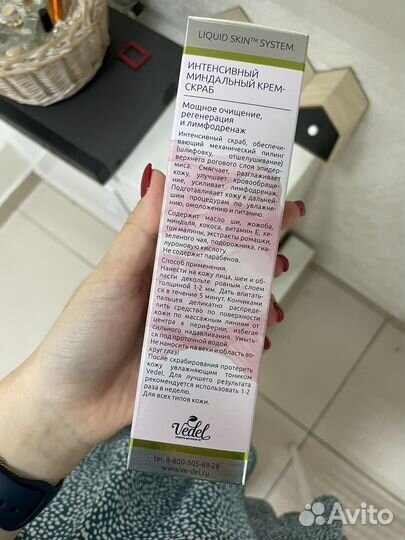 LIQUID SKIN™ SYSTEM
ИНТЕНСИВНЫЙ
МИНДАЛЬНЫЙ КРЕМ-
СКРАБ
Мощное очищение,
регенерация
и лимфодренаж
Интенсивный скраб, обеспечи-
вающий механический пилинг
(шлифовку, отшелушивание)
верхнего рогового слоя эпидер-
миса. Смягчает, разглаживает
кожу, улучшает кровообраще-
ние, усиливает лимфодренаж.
Подготавливает кожу к дальней-
шим процедурам по увлажне-
нию, омоложению и питанию.
Содержит масло ши, жожоба,
миндаля, кокоса, витамин Е, ке-
тон малины, экстракты ромашки,
зеленого чая, подорожника, гиа-
луроновую кислоту.
Не содержит парабенов.
Способ применения.
Нанести на кожу лица, шеи и об-
ласти декольте ровным слоем
толщиной 1-2 мм. Дать впитать-
ся в течение 5 минут. Кончиками
пальцев деликатно распреде-
лить средство по поверхности
кожи по массажным линиям от
центра к периферии, избегая
сильного надавливания. Умыть-
ся под проточной водой.
Не наносить на веки и область во-
круг глаз!
После скрабирования протереть
кожу увлажняющим тоником
Vedel. Для лучшего результата
рекомендуется использовать 1-2
раза в неделю.
Для всех типов кожи.
Vedel
tel. 8-800-505-69-28
www.ve-del.ru
Avito